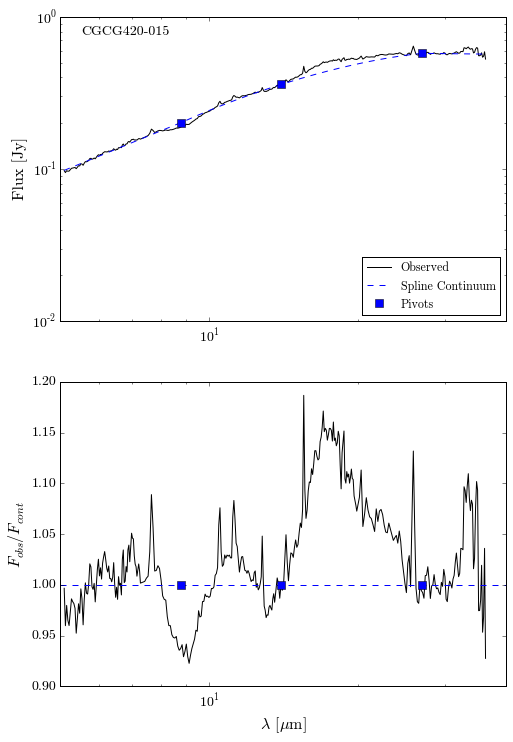 CGCG420-015
Flux [Jy]
10^0
10^-1
10^-2
10^1
Observed
Spline Continuum
Pivots
F_obs/F_cont
1.20
1.15
1.10
1.05
1.00
0.95
0.90
10^1
λ [μm]